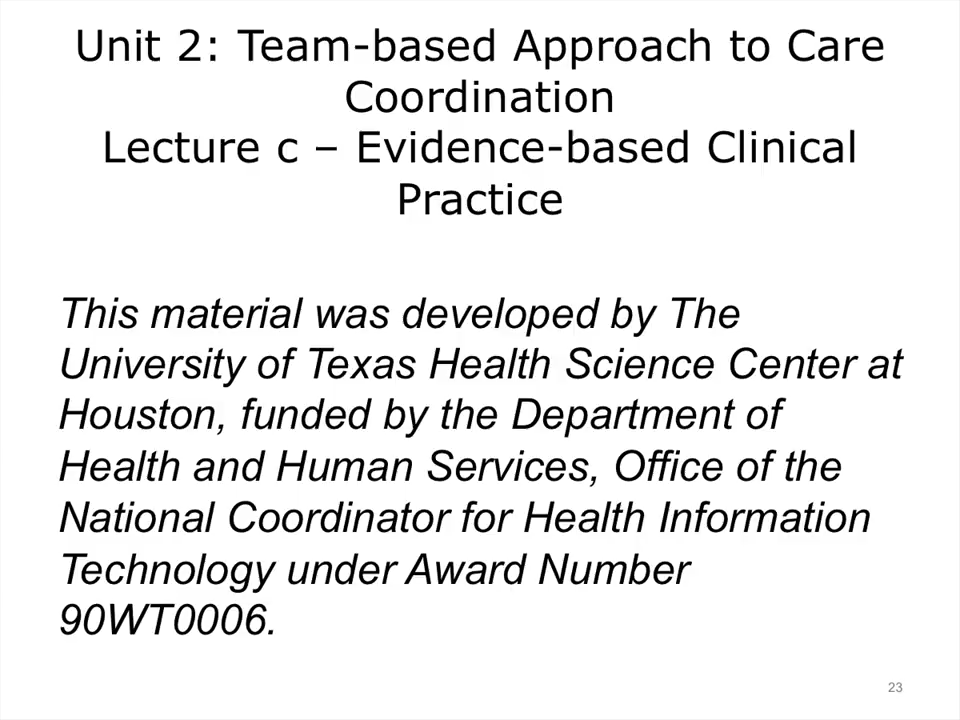 Unit 2: Team-based Approach to Care
Coordination
Lecture c – Evidence-based Clinical
Practice
This material was developed by The
University of Texas Health Science Center at
Houston, funded by the Department of
Health and Human Services, Office of the
National Coordinator for Health Information
Technology under Award Number
90WT0006.
23